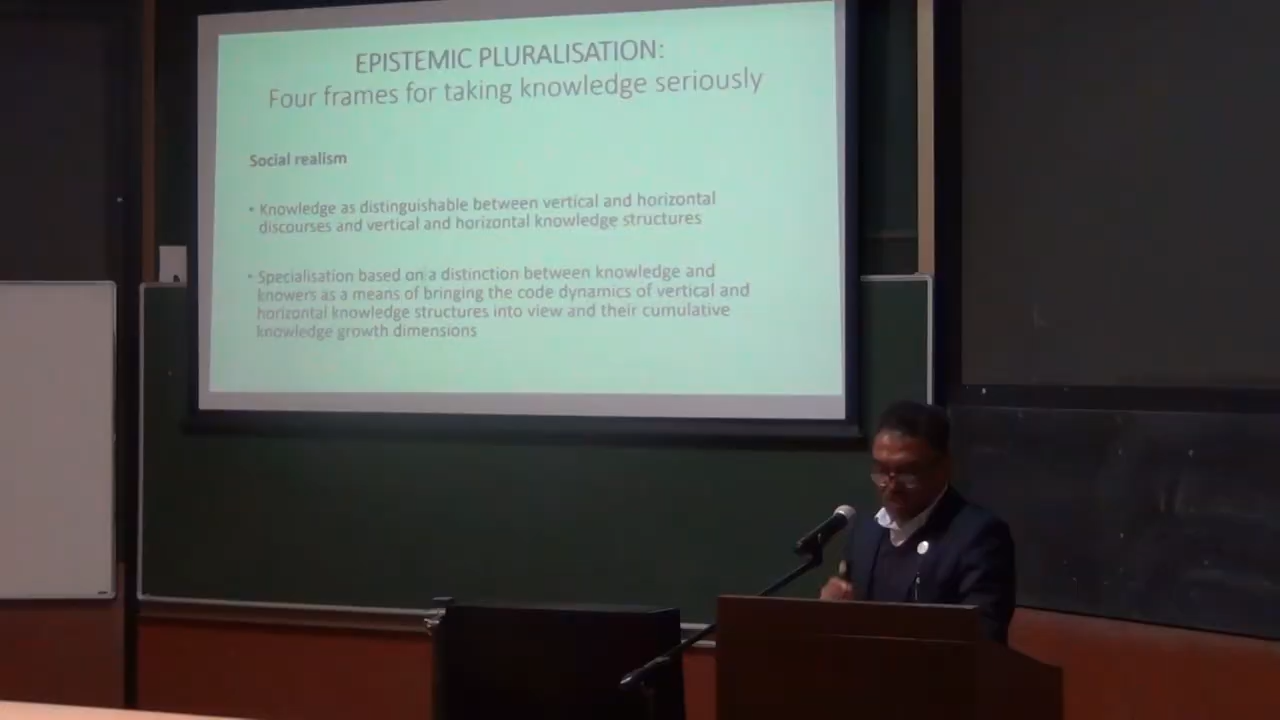 EPISTEMIC PLURALISATION:
Four frames for taking knowledge seriously
Social realism
• Knowledge as distinguishable between vertical and horizontal
discourses and vertical and horizontal knowledge structures
• Specialisation based on a distinction between knowledge and
knowers as a means of bringing the code dynamics of vertical and
horizontal knowledge structures into view and their cumulative
knowledge growth dimensions